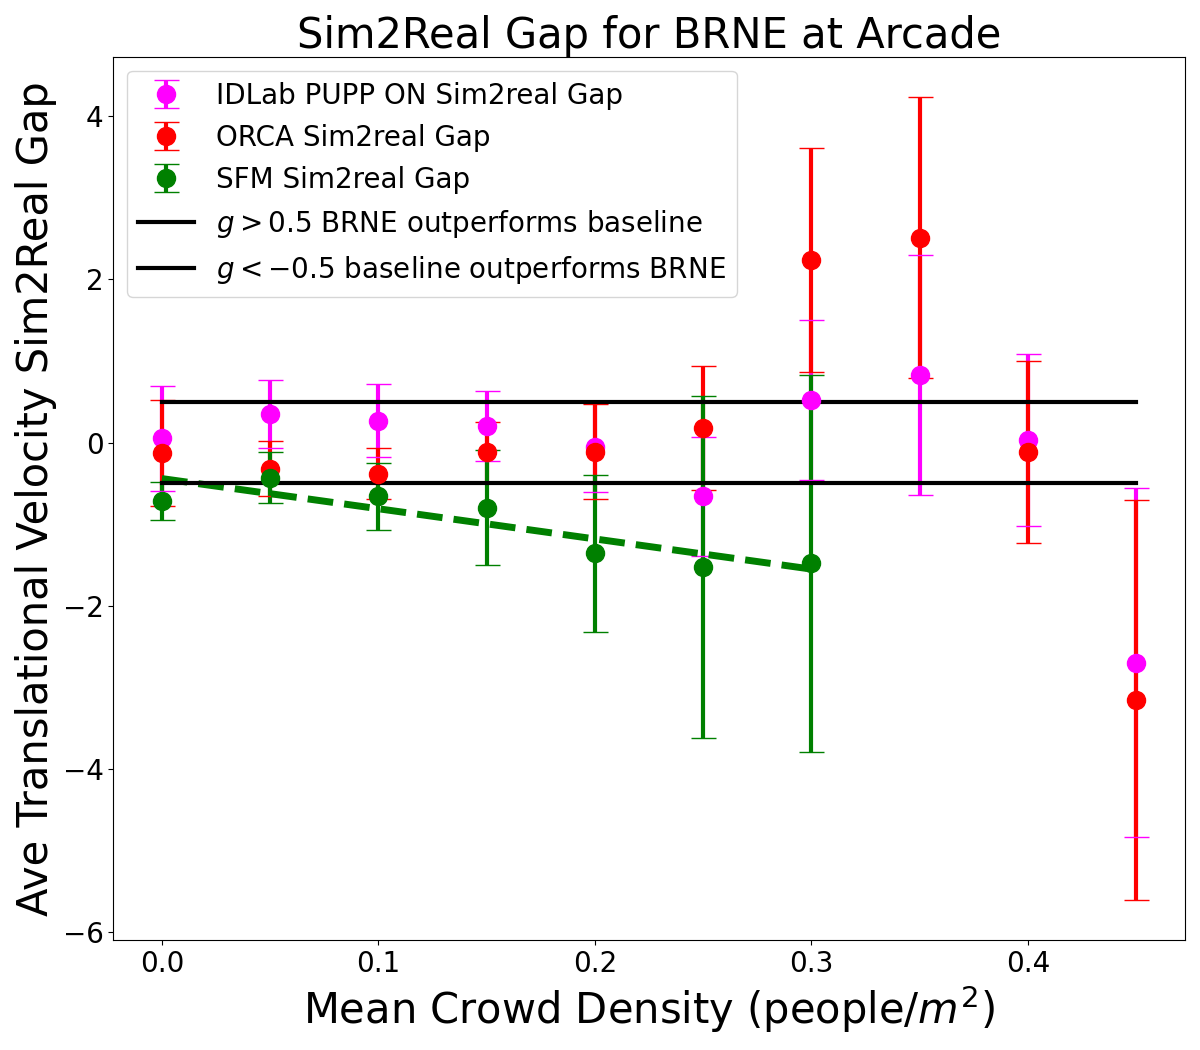 Sim2Real Gap for BRNE at Arcade
IDLab PUPP ON Sim2real Gap
ORCA Sim2real Gap
SFM Sim2real Gap
g > 0.5 BRNE outperforms baseline
g < −0.5 baseline outperforms BRNE
Ave Translational Velocity Sim2Real Gap
4
2
0
−2
−4
−6
0.0 0.1 0.2 0.3 0.4
Mean Crowd Density (people/m²)